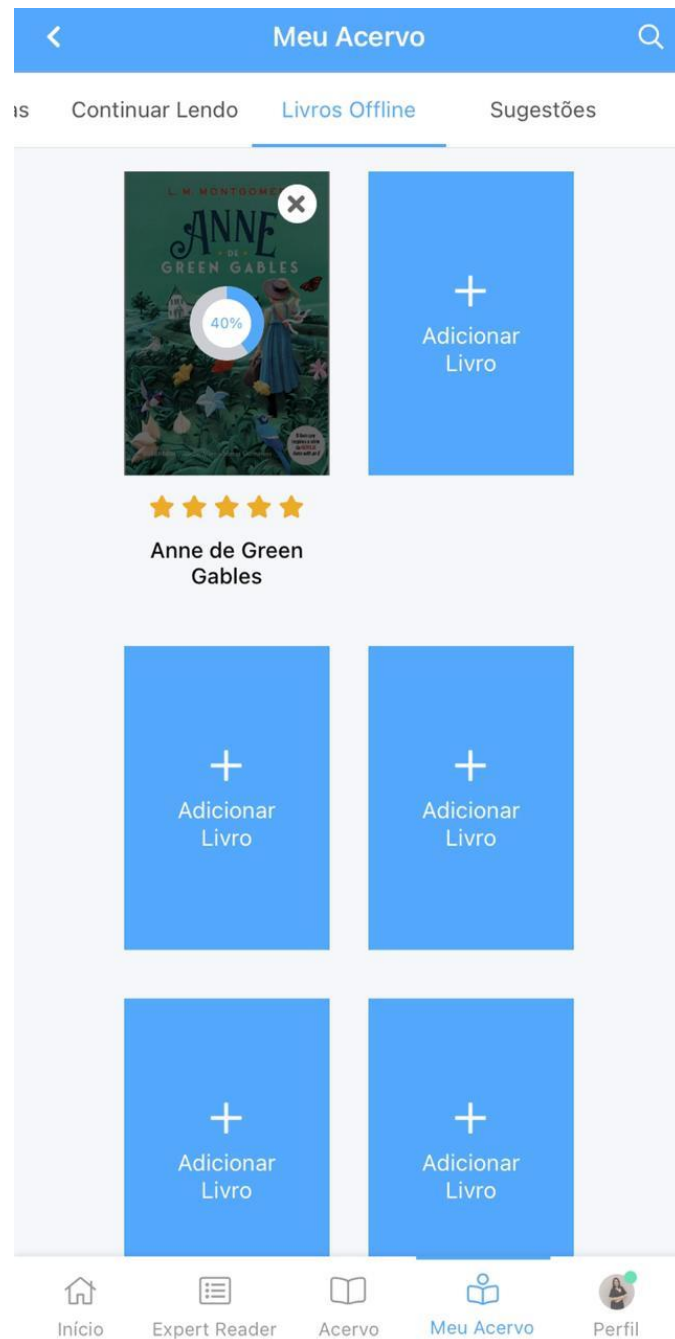 Meu Acervo
as Continuar Lendo Livros Offline Sugestões
L. M. MONTGOMERY
ANNE
DE
GREEN GABLES
40%
Adicionar
Livro
Anne de Green
Gables
Adicionar
Livro
Adicionar
Livro
Adicionar
Livro
Adicionar
Livro
Início Expert Reader Acervo Meu Acervo Perfil